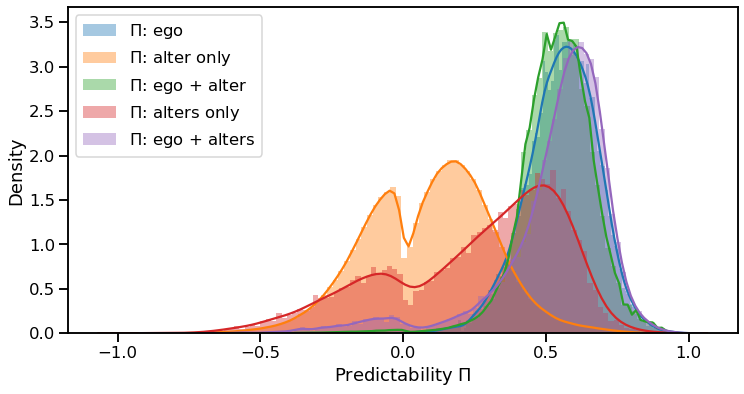 Π: ego
Π: alter only
Π: ego + alter
Π: alters only
Π: ego + alters
3.5
3.0
2.5
2.0
1.5
1.0
0.5
0.0
Density
−1.0 −0.5 0.0 0.5 1.0
Predictability Π